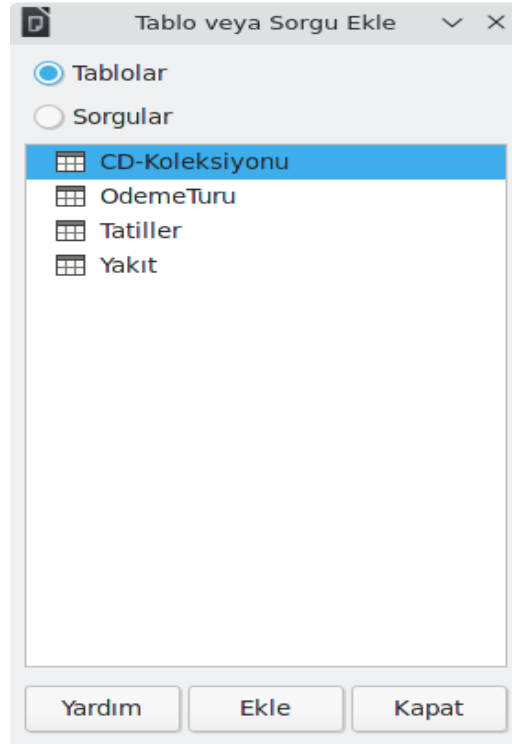 Tablo veya Sorgu Ekle
Tablolar
Sorgular
CD-Koleksiyonu
OdemeTuru
Tatiller
Yakıt
Yardım Ekle Kapat